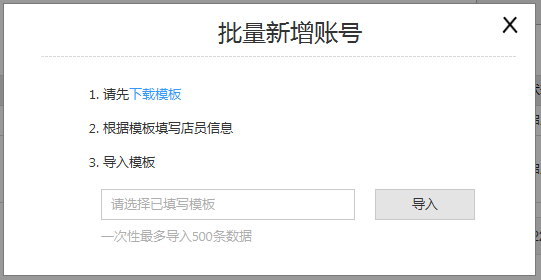 批量新增账号
1. 请先下载模板
2. 根据模板填写店员信息
3. 导入模板
请选择已填写模板
导入
一次性最多导入500条数据